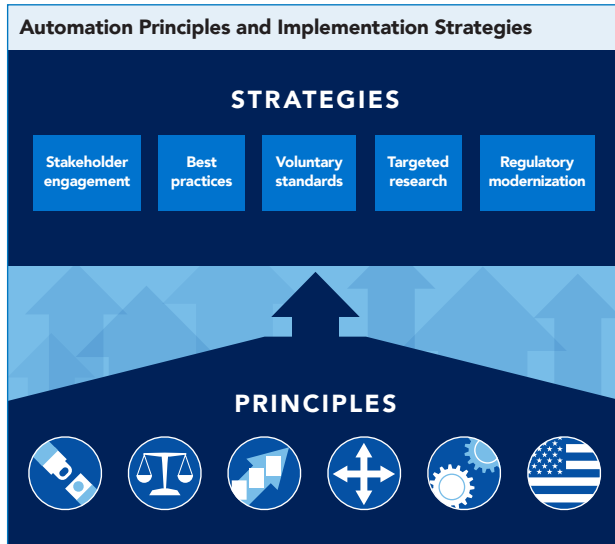 Automation Principles and Implementation Strategies
STRATEGIES
Stakeholder
engagement
Best
practices
Voluntary
standards
Targeted
research
Regulatory
modernization
PRINCIPLES